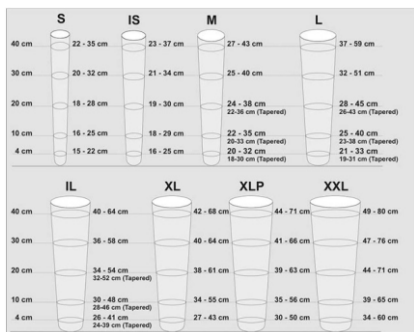 S IS M L
40 cm 22 - 35 cm 23 - 37 cm 27 - 43 cm 37 - 59 cm
30 cm 20 - 32 cm 21 - 34 cm 25 - 40 cm 32 - 51 cm
20 cm 18 - 28 cm 19 - 30 cm 24 - 38 cm 28 - 45 cm
22-36 cm (Tapered) 26-43 cm (Tapered)
10 cm 16 - 25 cm 18 - 29 cm 22 - 35 cm 25 - 40 cm
20-33 cm (Tapered) 23-38 cm (Tapered)
4 cm 15 - 22 cm 16 - 25 cm 20 - 32 cm 21 - 33 cm
18-30 cm (Tapered) 19-31 cm (Tapered)
IL XL XLP XXL
40 cm 40 - 64 cm 42 - 68 cm 44 - 71 cm 49 - 80 cm
30 cm 36 - 58 cm 40 - 64 cm 41 - 66 cm 47 - 76 cm
20 cm 34 - 54 cm 38 - 61 cm 39 - 63 cm 44 - 71 cm
32-52 cm (Tapered)
10 cm 30 - 48 cm 34 - 55 cm 35 - 56 cm 39 - 65 cm
28-46 cm (Tapered)
4 cm 26 - 41 cm 27 - 43 cm 30 - 50 cm 34 - 60 cm
24-39 cm (Tapered)